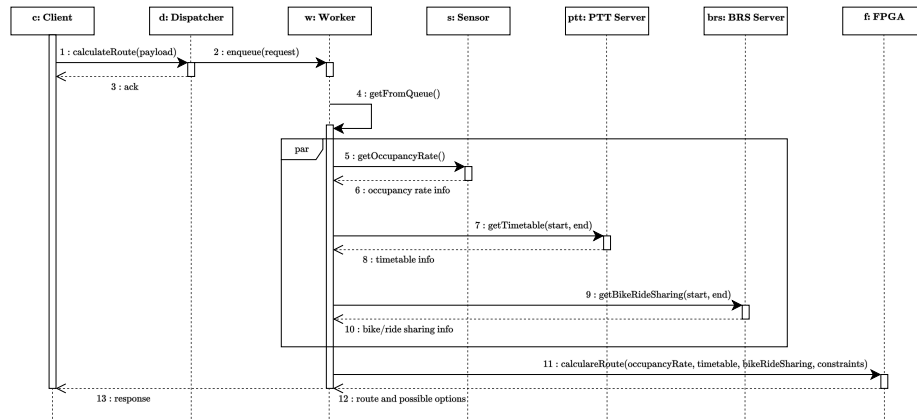 c: Client
d: Dispatcher
w: Worker
s: Sensor
ptt: PTT Server
brs: BRS Server
f: FPGA
1 : calculateRoute(payload)
2 : enqueue(request)
3 : ack
4 : getFromQueue()
par
5 : getOccupancyRate()
6 : occupancy rate info
7 : getTimetable(start, end)
8 : timetable info
9 : getBikeRideSharing(start, end)
10 : bike/ride sharing info
11 : calculareRoute(occupancyRate, timetable, bikeRideSharing, constraints)
13 : response
12 : route and possible options